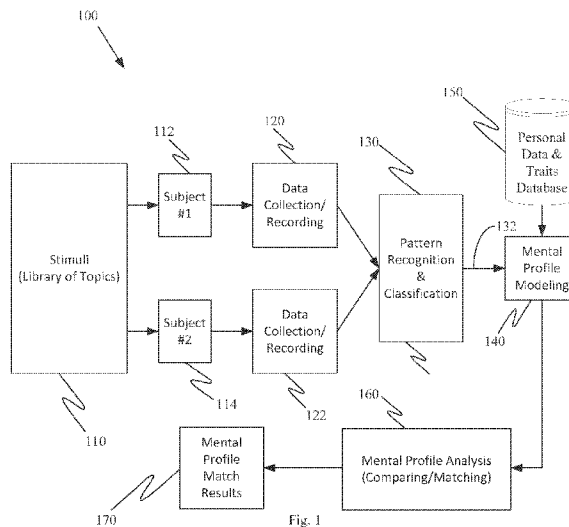 100
150
112
120
130
Personal
Data &
Traits
Database
Subject
#1
Data
Collection/
Recording
132
Stimuli
(Library of Topics)
Pattern
Recognition
&
Classification
Mental
Profile
Modeling
Subject
#2
Data
Collection/
Recording
140
110
114
122
160
Mental
Profile
Match
Results
Mental Profile Analysis
(Comparing/Matching)
170
Fig. 1